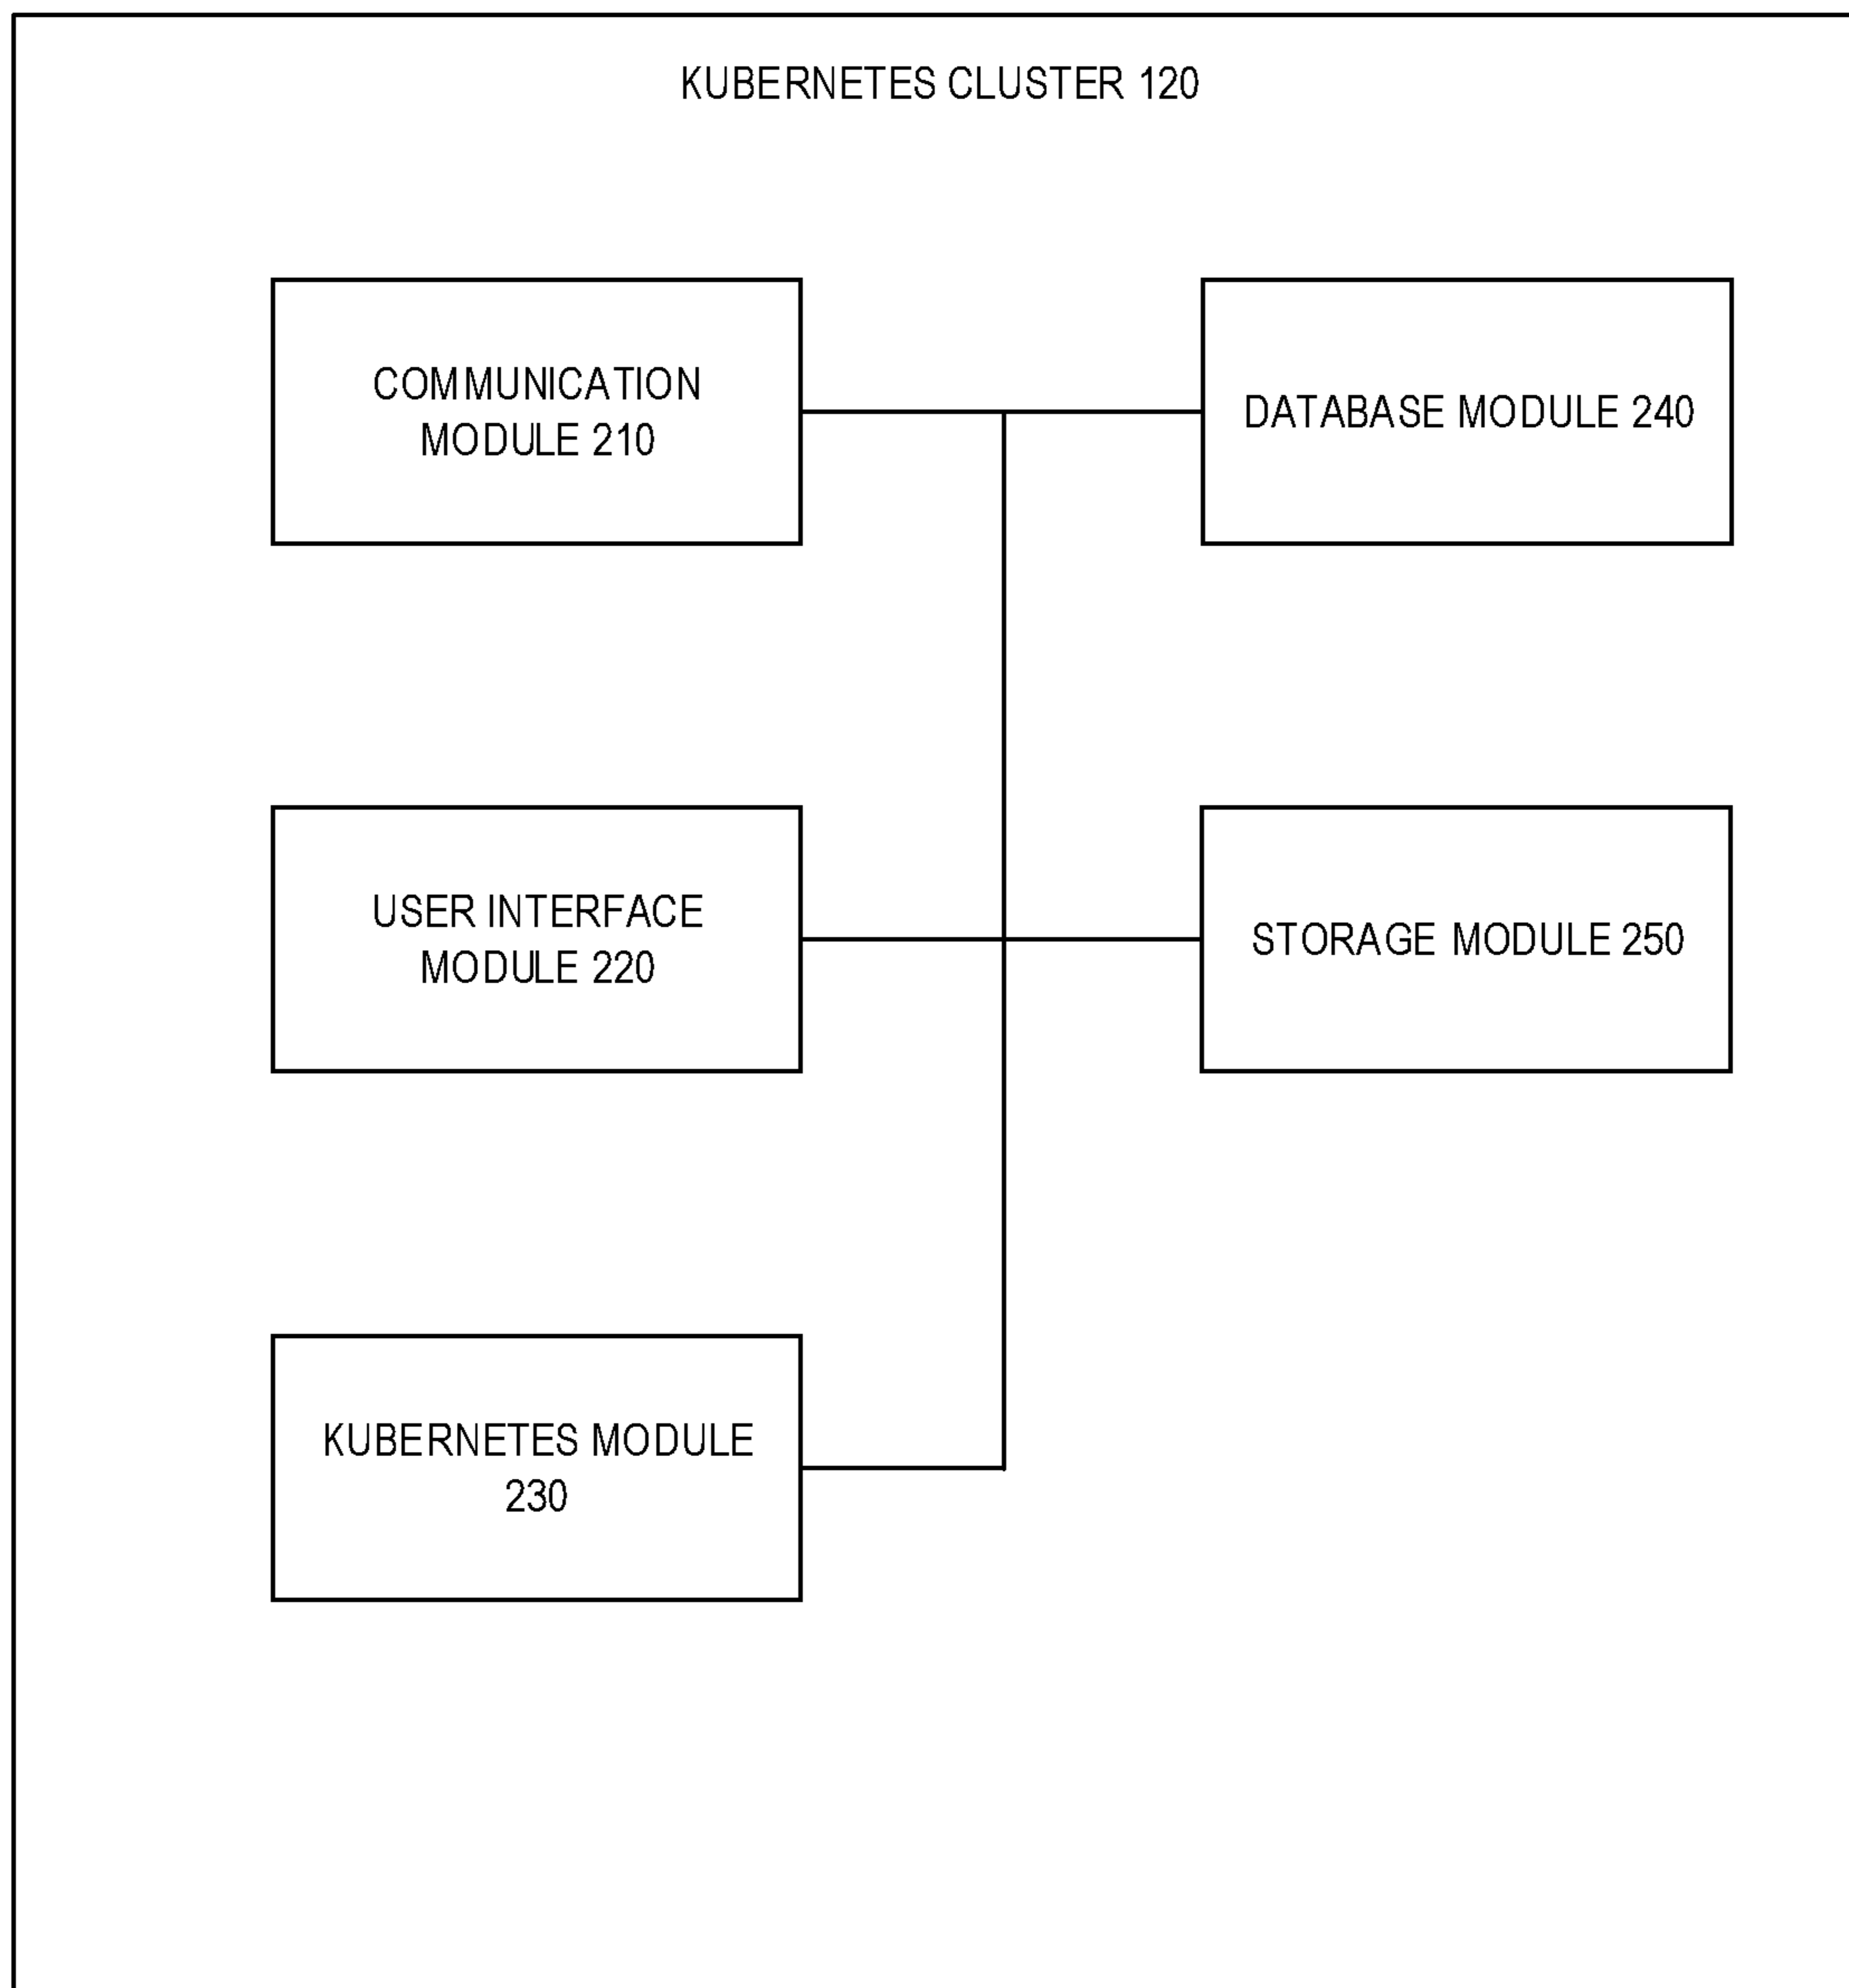 KUBERNETES CLUSTER 120
COMMUNICATION
MODULE 210
DATABASE MODULE 240
USER INTERFACE
MODULE 220
STORAGE MODULE 250
KUBERNETES MODULE
230